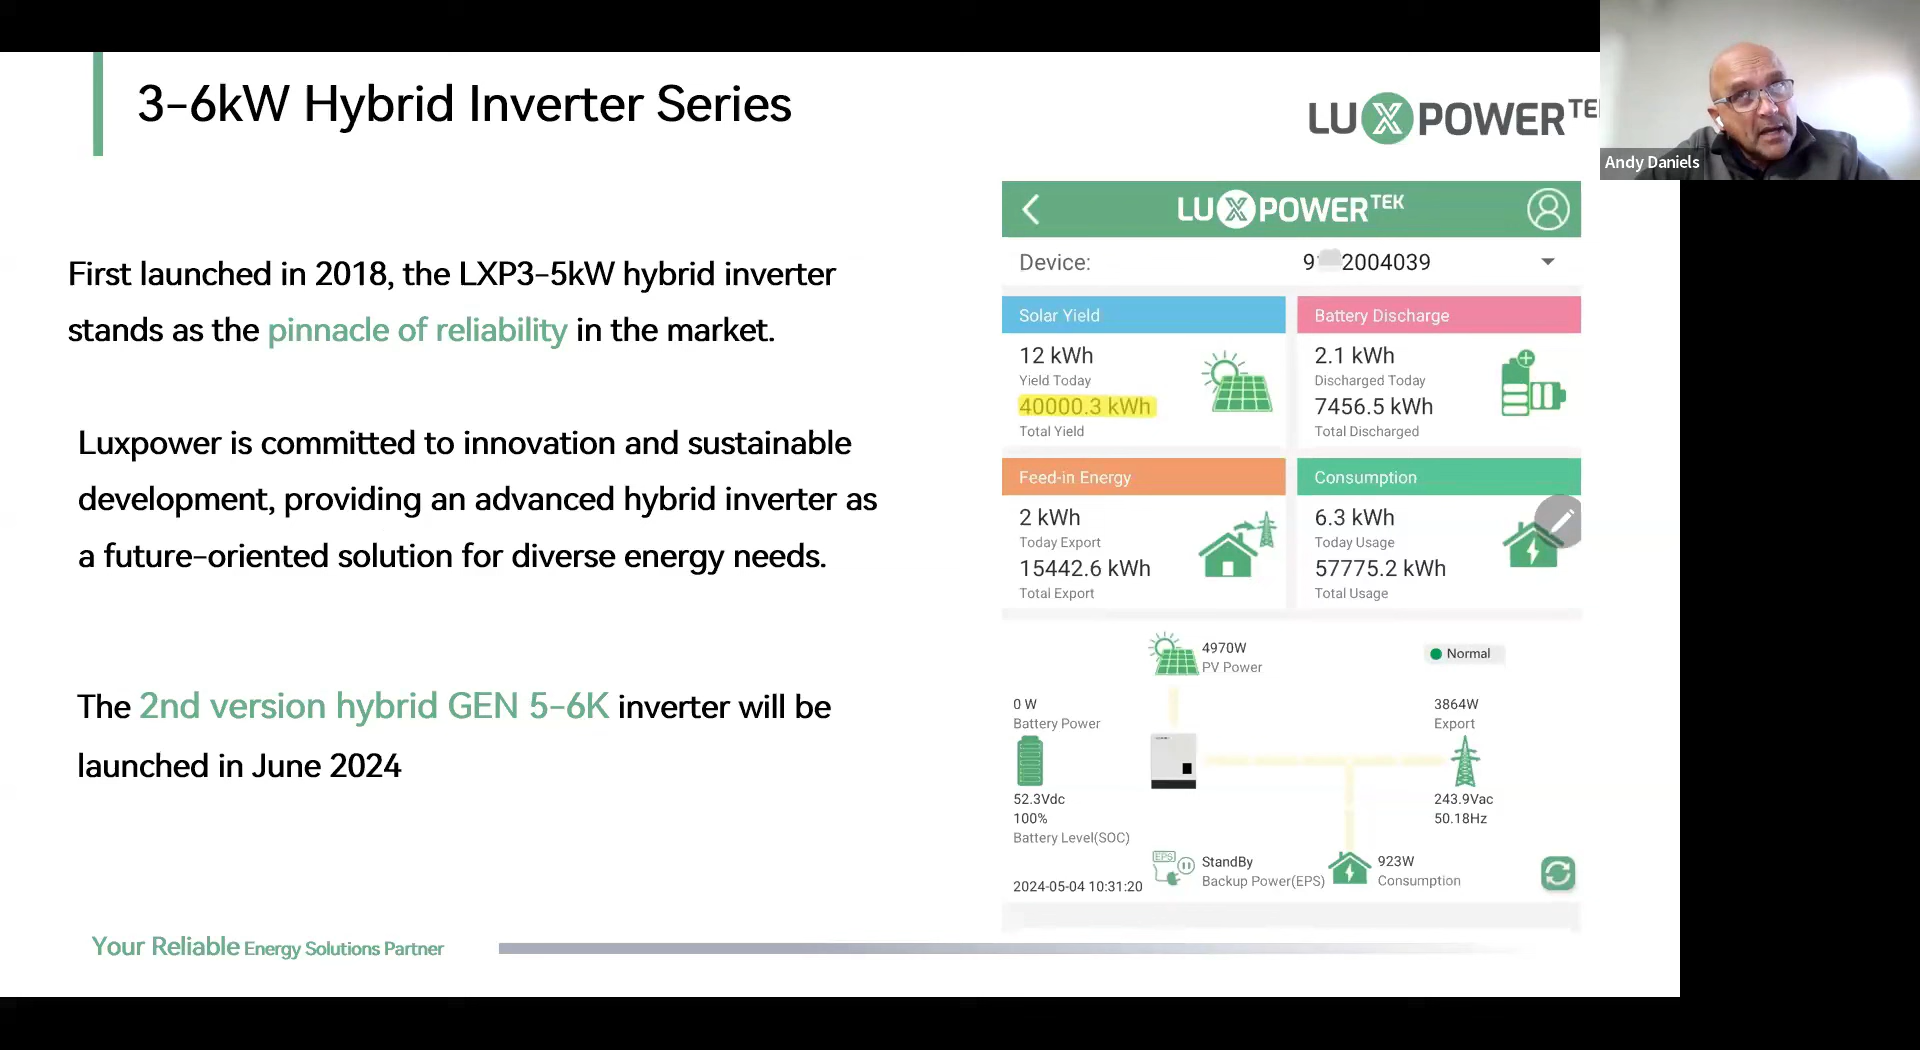 3-6kW Hybrid Inverter Series
LUXPOWER
Andy Daniels
First launched in 2018, the LXP3-5kW hybrid inverter
stands as the pinnacle of reliability in the market.
Luxpower is committed to innovation and sustainable
development, providing an advanced hybrid inverter as
a future-oriented solution for diverse energy needs.
The 2nd version hybrid GEN 5-6K inverter will be
launched in June 2024
Your Reliable Energy Solutions Partner
LUXPOWER TEK
Device: 9 2004039
Solar Yield
12 kWh
Yield Today
40000.3 kWh
Total Yield
Battery Discharge
2.1 kWh
Discharged Today
7456.5 kWh
Total Discharged
Feed-in Energy
2 kWh
Today Export
15442.6 kWh
Total Export
Consumption
6.3 kWh
Today Usage
57775.2 kWh
Total Usage
4970W
PV Power
Normal
0 W
Battery Power
3864W
Export
52.3Vdc
100%
Battery Level(SOC)
243.9Vac
50.18Hz
EPS
StandBy
Backup Power(EPS)
923W
Consumption
2024-05-04 10:31:20